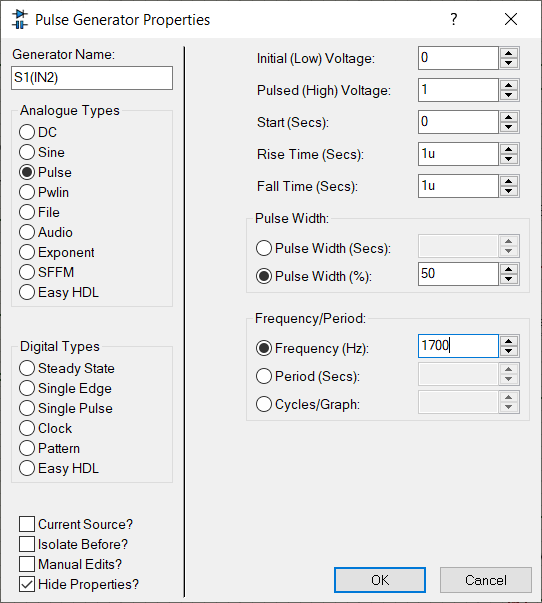 Pulse Generator Properties
?
Generator Name:
S1(IN2)
Analogue Types
DC
Sine
Pulse
Pwlin
File
Audio
Exponent
SFFM
Easy HDL
Digital Types
Steady State
Single Edge
Single Pulse
Clock
Pattern
Easy HDL
Current Source?
Isolate Before?
Manual Edits?
Hide Properties?
Initial (Low) Voltage: 0
Pulsed (High) Voltage: 1
Start (Secs): 0
Rise Time (Secs): 1u
Fall Time (Secs): 1u
Pulse Width:
Pulse Width (Secs):
Pulse Width (%): 50
Frequency/Period:
Frequency (Hz): 1700
Period (Secs):
Cycles/Graph:
OK Cancel